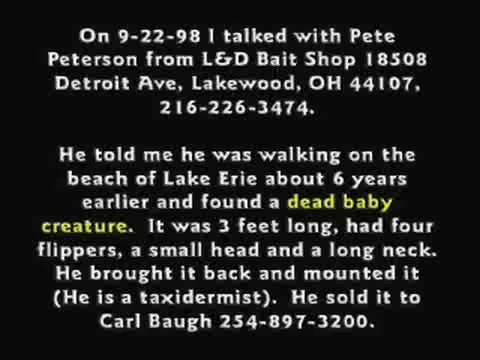 On 9-22-98 I talked with Pete
Peterson from L&D Bait Shop 18508
Detroit Ave, Lakewood, OH 44107,
216-226-3474.
He told me he was walking on the
beach of Lake Erie about 6 years
earlier and found a dead baby
creature. It was 3 feet long, had four
flippers, a small head and a long neck.
He brought it back and mounted it
(He is a taxidermist). He sold it to
Carl Baugh 254-897-3200.